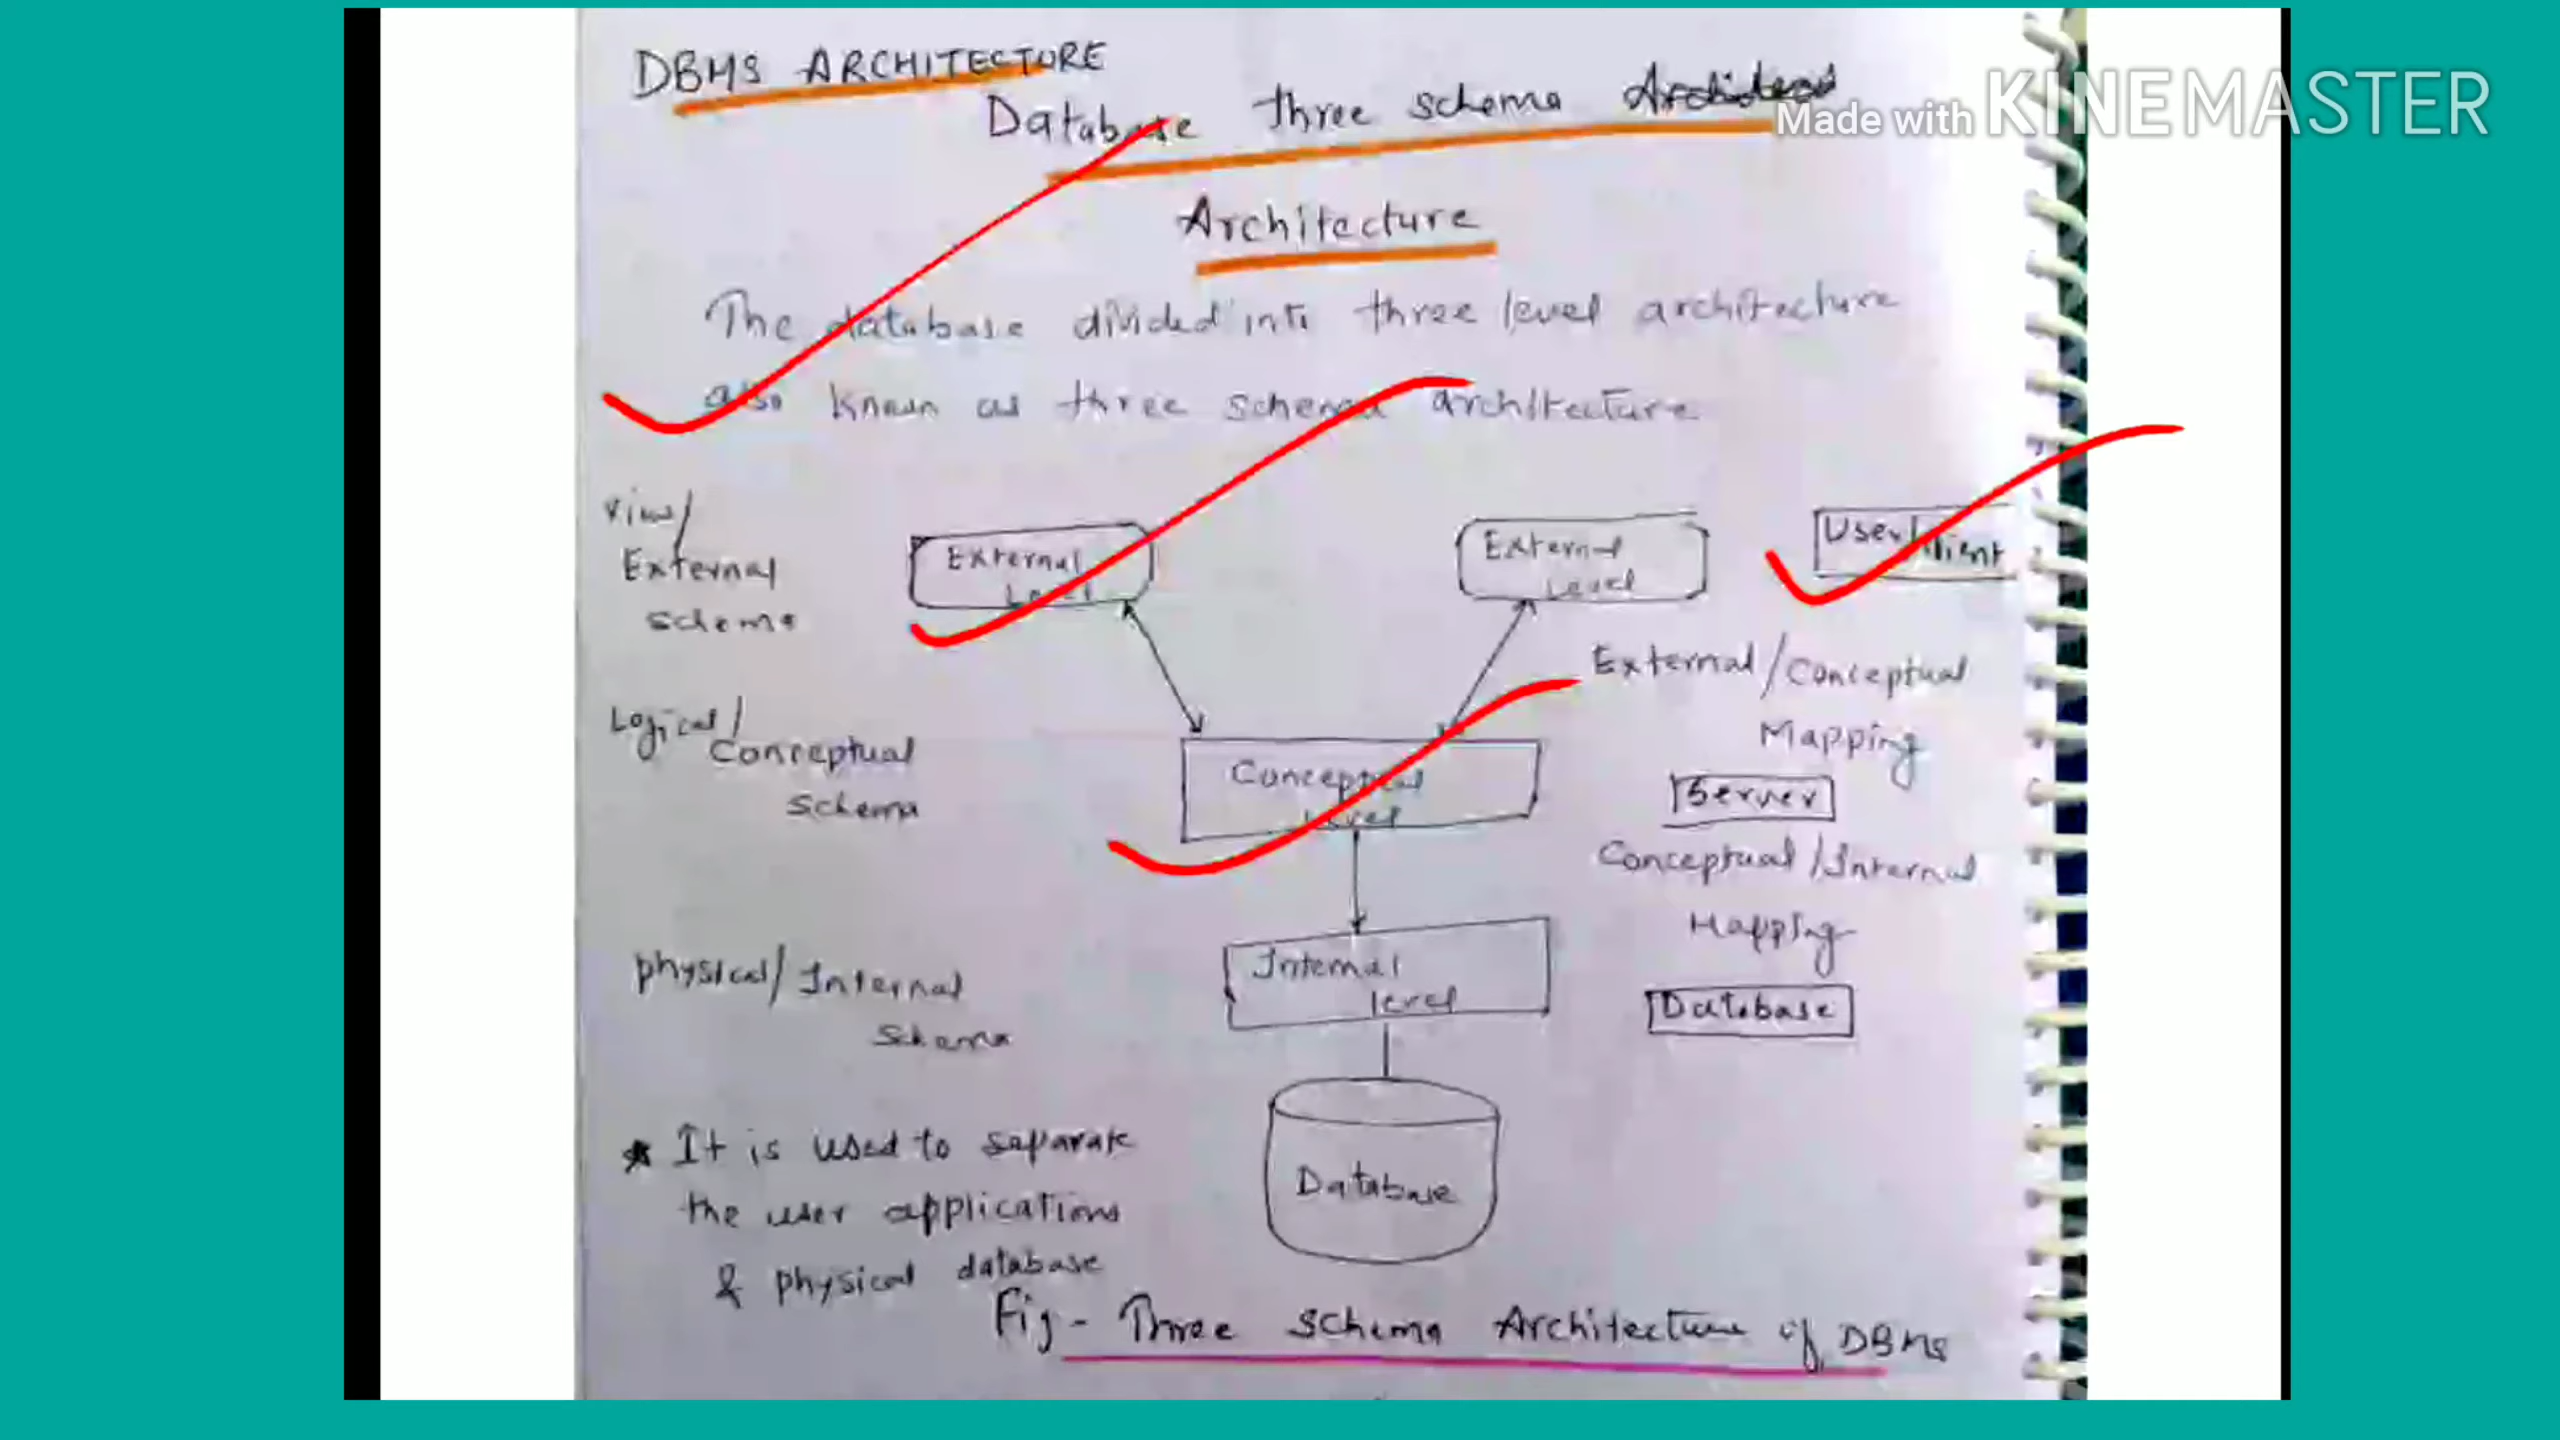 DBMS ARCHITECTURE
Database three schema
Made with KINEMASTER
Architecture
The database divided into three level architecture
also known as three schema architecture
View/
External
Schema
External
Level
External
Level
User/Client
External/Conceptual
Mapping
Logical/
Conceptual
Schema
Conceptual
Level
Server
Conceptual/Internal
Mapping
physical/Internal
Schema
Internal
level
Database
* It is used to separate
the user applications
& physical database
Database
Fig- Three schema Architecture of DBMS